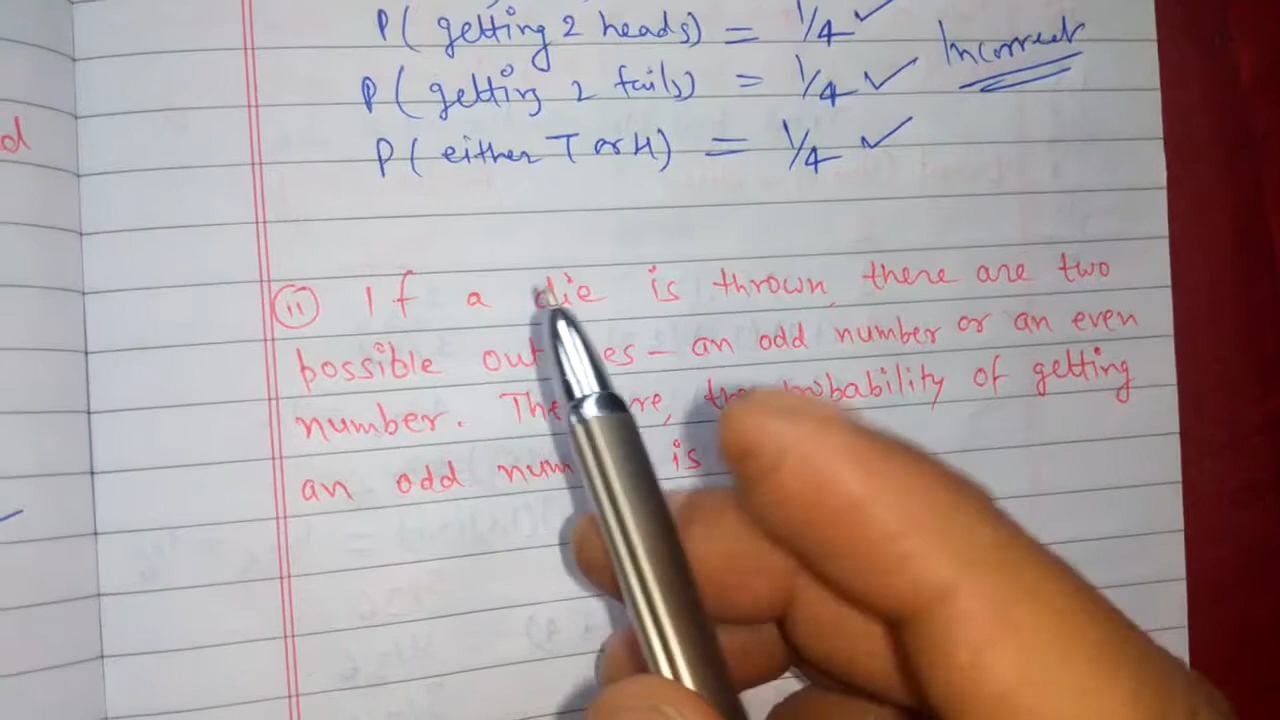 P( getting 2 heads) = 1/4 ✓
Incorrect
P( getting 2 tails) = 1/4 ✓
d
P( either T or H) = 1/4 ✓
(ii) If a die is thrown, there are two
possible out es - an odd number or an even
number. The re, the probability of getting
an odd num is